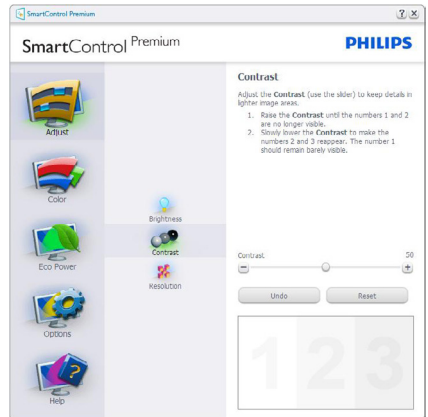 SmartControl Premium
SmartControl Premium
PHILIPS
Adjust
Color
Eco Power
Options
Help
Brightness
Contrast
Resolution
Contrast
Adjust the Contrast (use the slider) to keep details in
lighter image areas.
1. Raise the Contrast until the numbers 1 and 2
are no longer visible.
2. Slowly lower the Contrast to make the
numbers 2 and 3 reappear. The number 1
should remain barely visible.
Contrast 50
Undo Reset
1 2 3